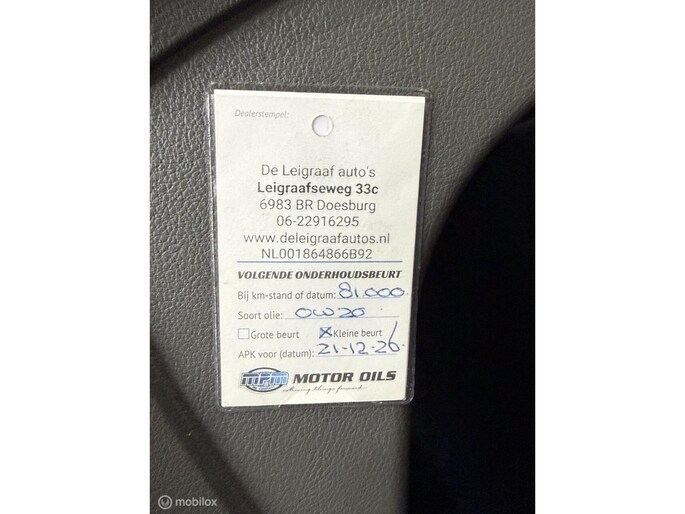 Dealerstempel:
De Leigraaf auto's
Leigraafseweg 33c
6983 BR Doesburg
06-22916295
www.deleigraafautos.nl
NL001864866B92
VOLGENDE ONDERHOUDSBEURT
Bij km-stand of datum: 81.000
Soort olie: OW20
Grote beurt Kleine beurt
APK voor (datum): 21-12-26
MPM MOTOR OILS
mobilox